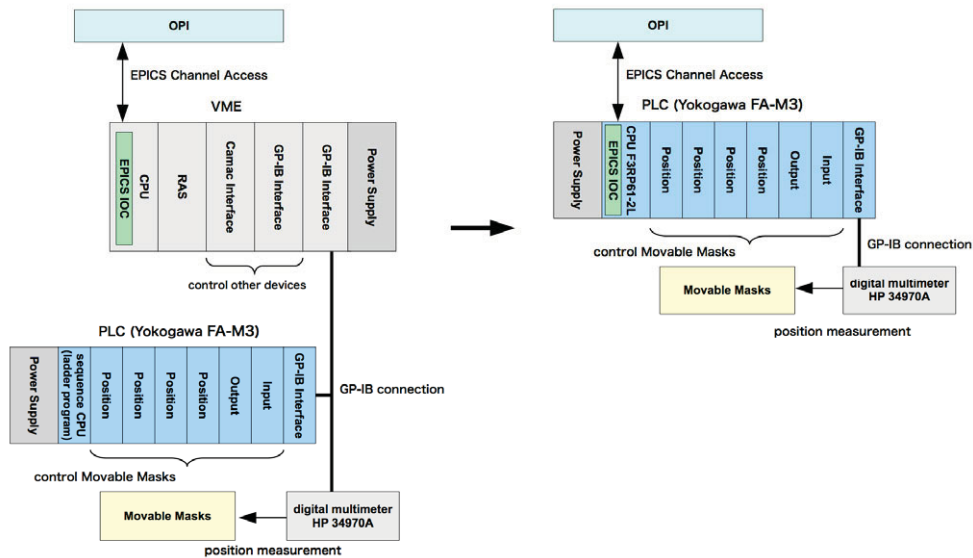 OPI
EPICS Channel Access
VME
EPICS IOC
CPU
RAS
Camac Interface
GP-IB Interface
GP-IB Interface
Power Supply
control other devices
PLC (Yokogawa FA-M3)
Power Supply
sequence CPU
(ladder program)
Position
Position
Position
Position
Output
Input
GP-IB Interface
GP-IB connection
control Movable Masks
Movable Masks
digital multimeter
HP 34970A
position measurement
OPI
EPICS Channel Access
PLC (Yokogawa FA-M3)
Power Supply
EPICS IOC
CPU F3RP61-2L
Position
Position
Position
Position
Output
Input
GP-IB Interface
GP-IB connection
control Movable Masks
Movable Masks
digital multimeter
HP 34970A
position measurement